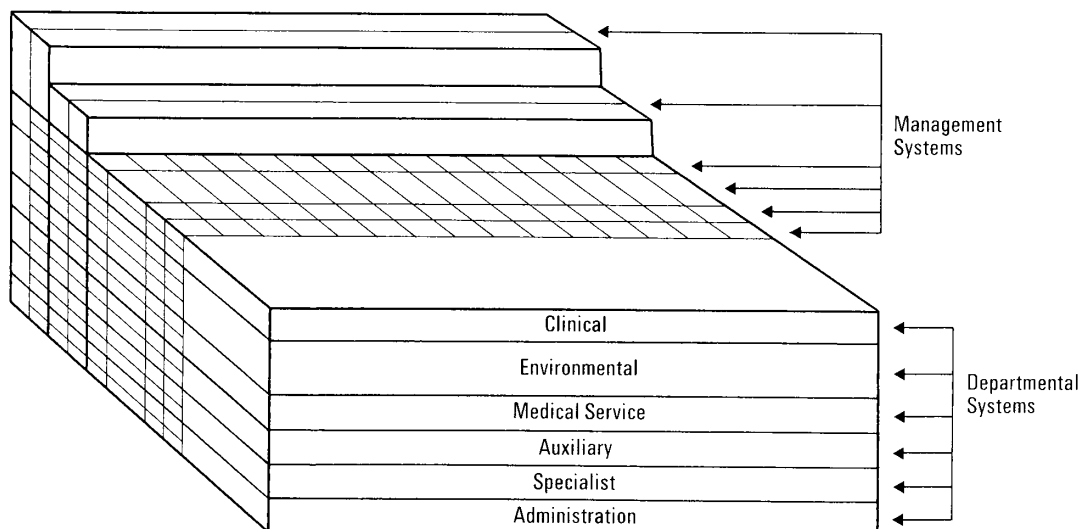 Management
Systems
Clinical
Environmental
Medical Service
Auxiliary
Specialist
Administration
Departmental
Systems